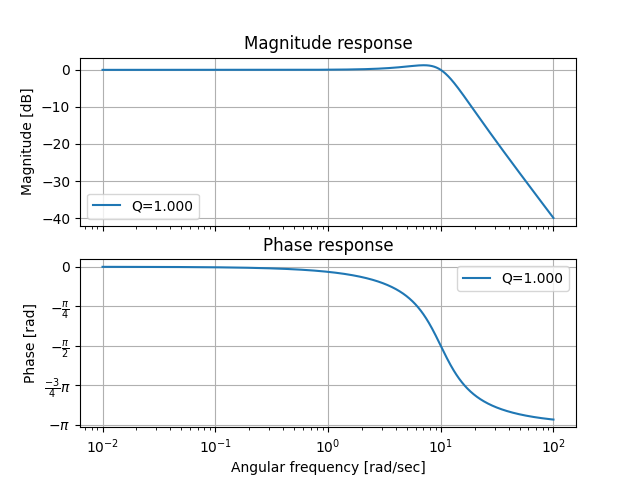 Magnitude response
Magnitude [dB]
0
−10
−20
−30
−40
Q=1.000
Phase response
Phase [rad]
0
−π/4
−π/2
−3/4 π
−π
Q=1.000
10⁻² 10⁻¹ 10⁰ 10¹ 10²
Angular frequency [rad/sec]